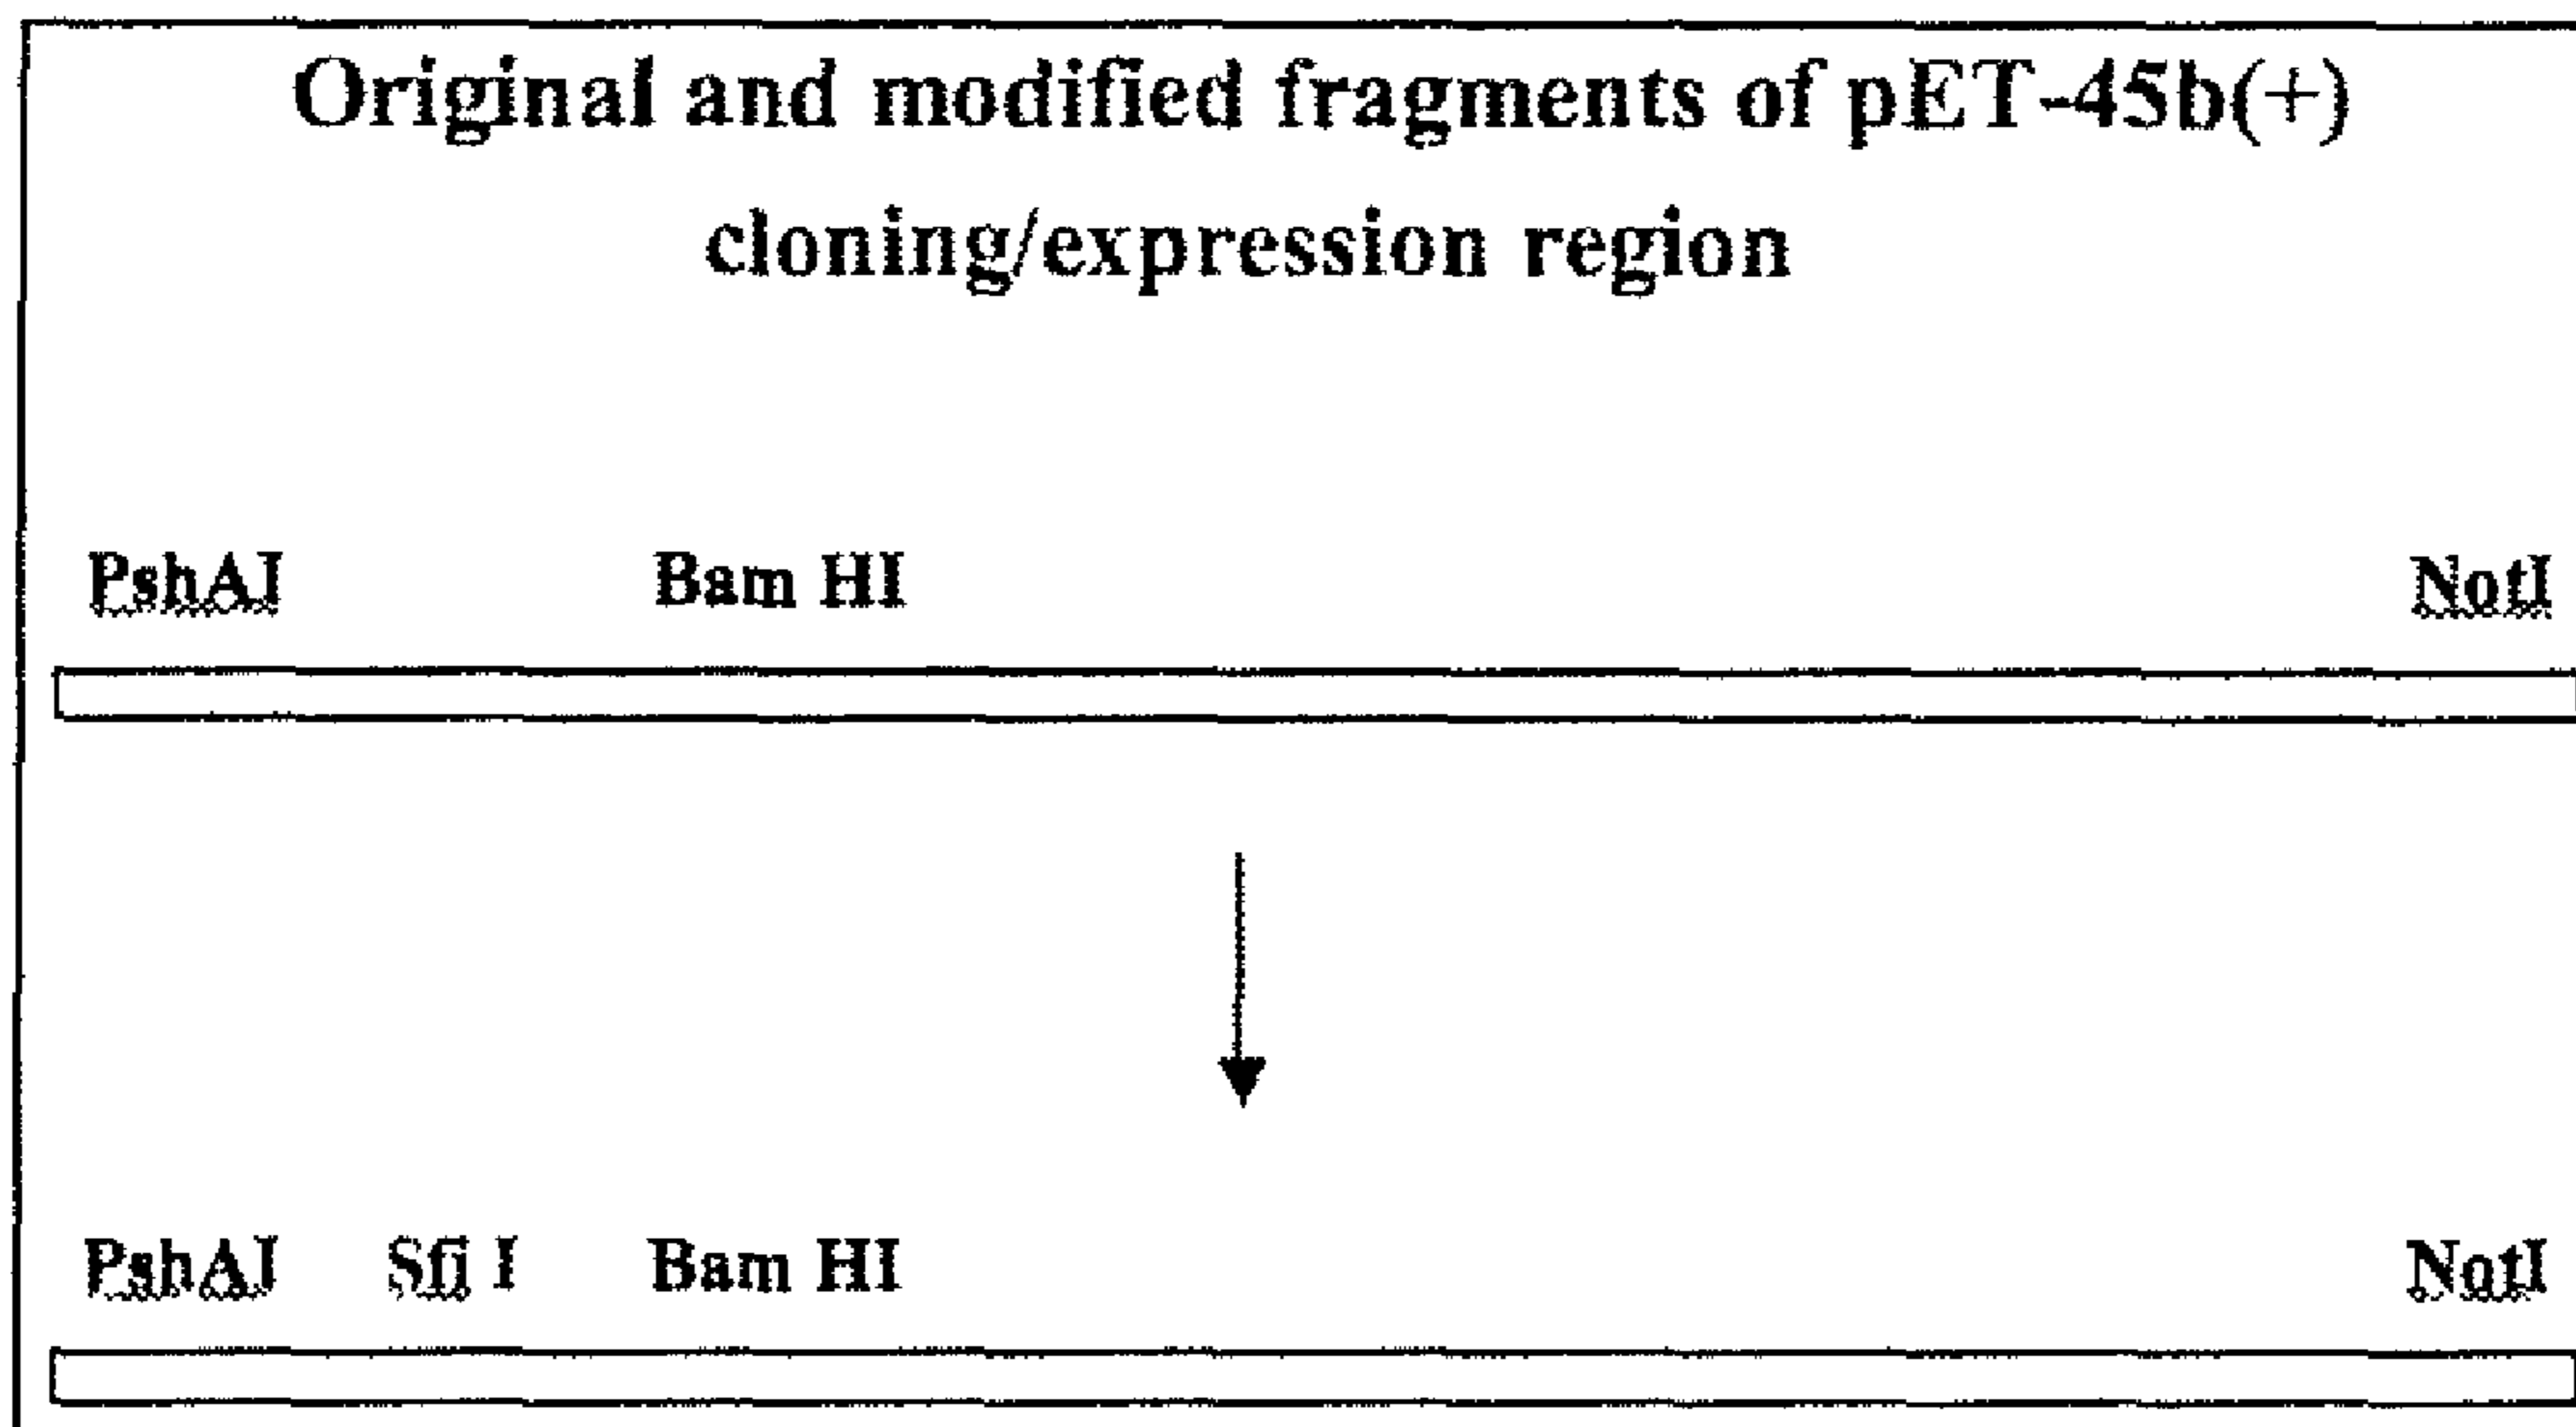 Original and modified fragments of pET-45b(+)
cloning/expression region
PshAI Bam HI NotI
PshAI Sfi I Bam HI NotI